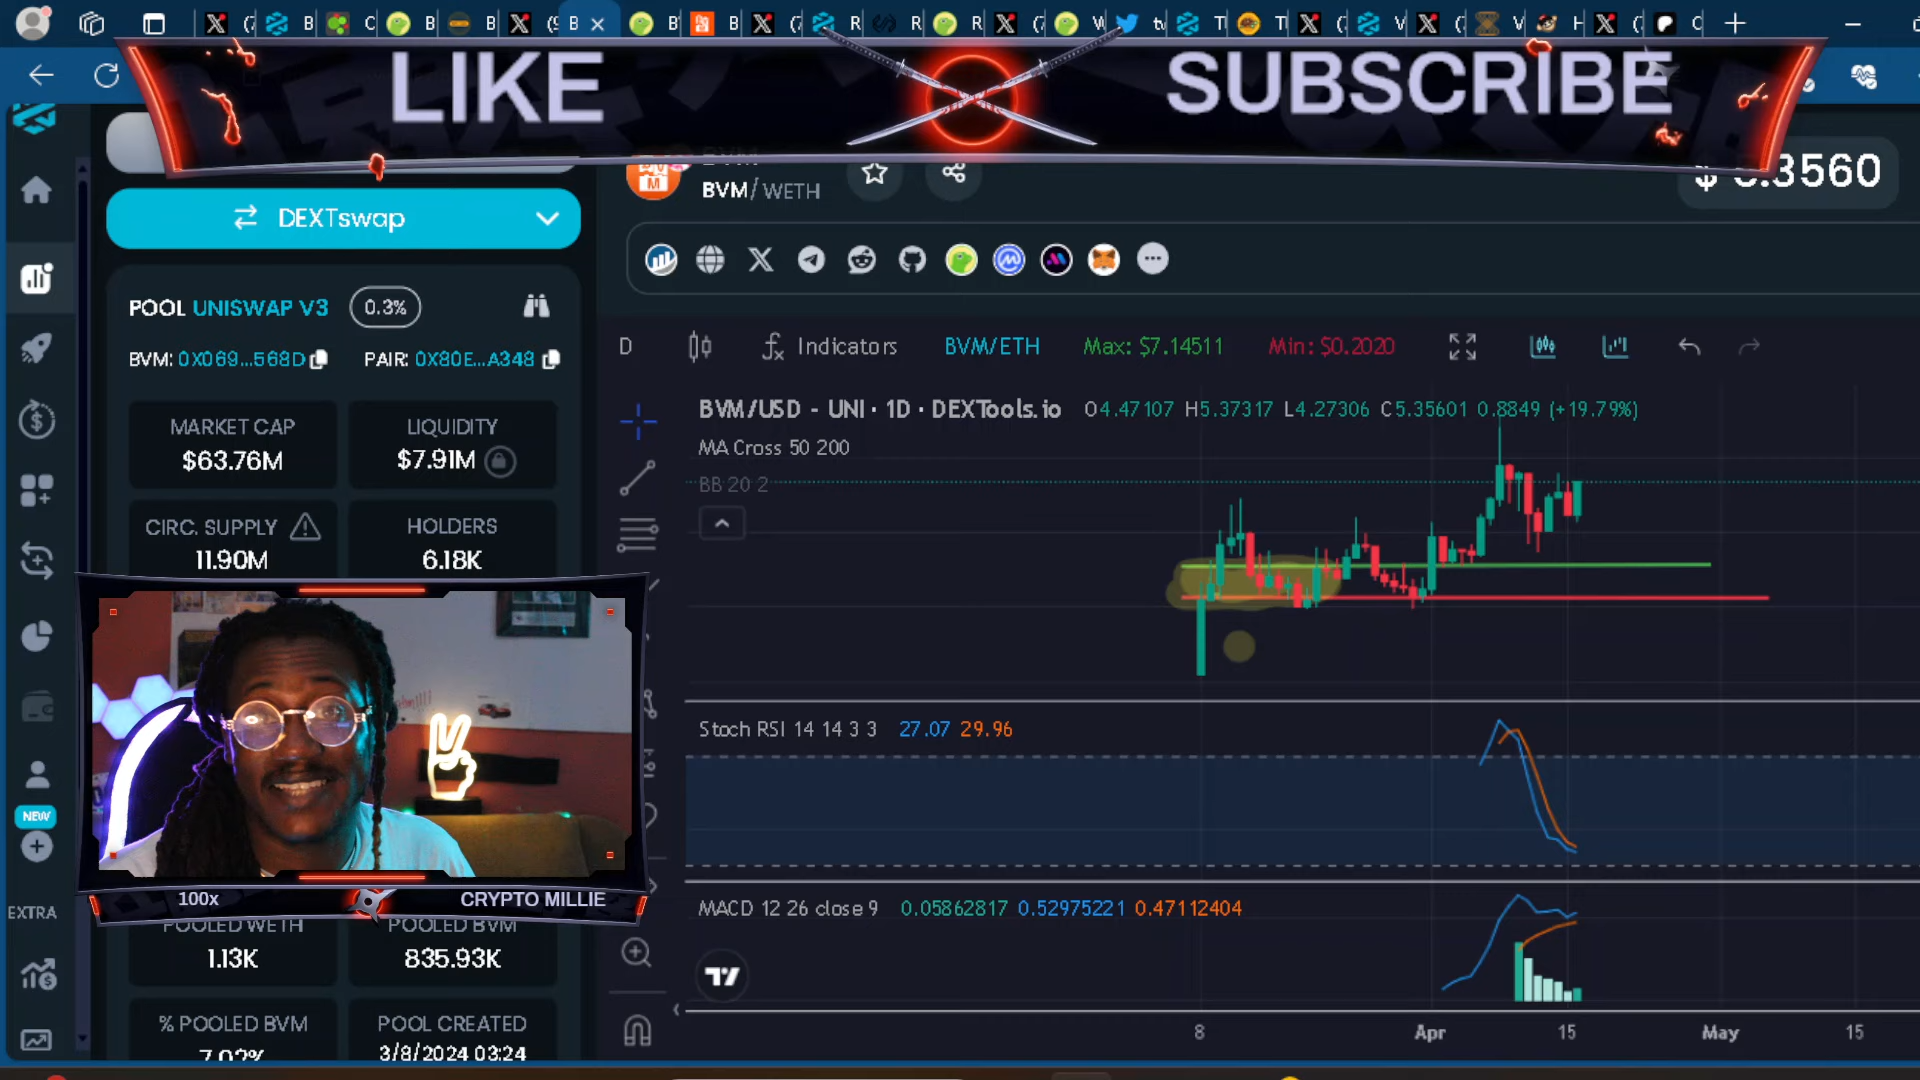 LIKE
SUBSCRIBE
BVM/WETH
DEXTswap
POOL UNISWAP V3 0.3%
BVM: 0X069...568D PAIR: 0X80E...A348
MARKET CAP
$63.76M
LIQUIDITY
$7.91M
CIRC. SUPPLY
11.90M
HOLDERS
6.18K
100x CRYPTO MILLIE
POOLED WETH
1.13K
POOLED BVM
835.93K
% POOLED BVM
7.02%
POOL CREATED
3/8/2024 03:24
NEW
EXTRA
D Indicators BVM/ETH Max: $7.14511 Min: $0.2020
BVM/USD - UNI · 1D · DEXTools.io O4.47107 H5.37317 L4.27306 C5.35601 0.8849 (+19.79%)
MA Cross 50 200
BB 20 2
Stoch RSI 14 14 3 3 27.07 29.96
MACD 12 26 close 9 0.05862817 0.52975221 0.47112404
8 Apr 15 May 15